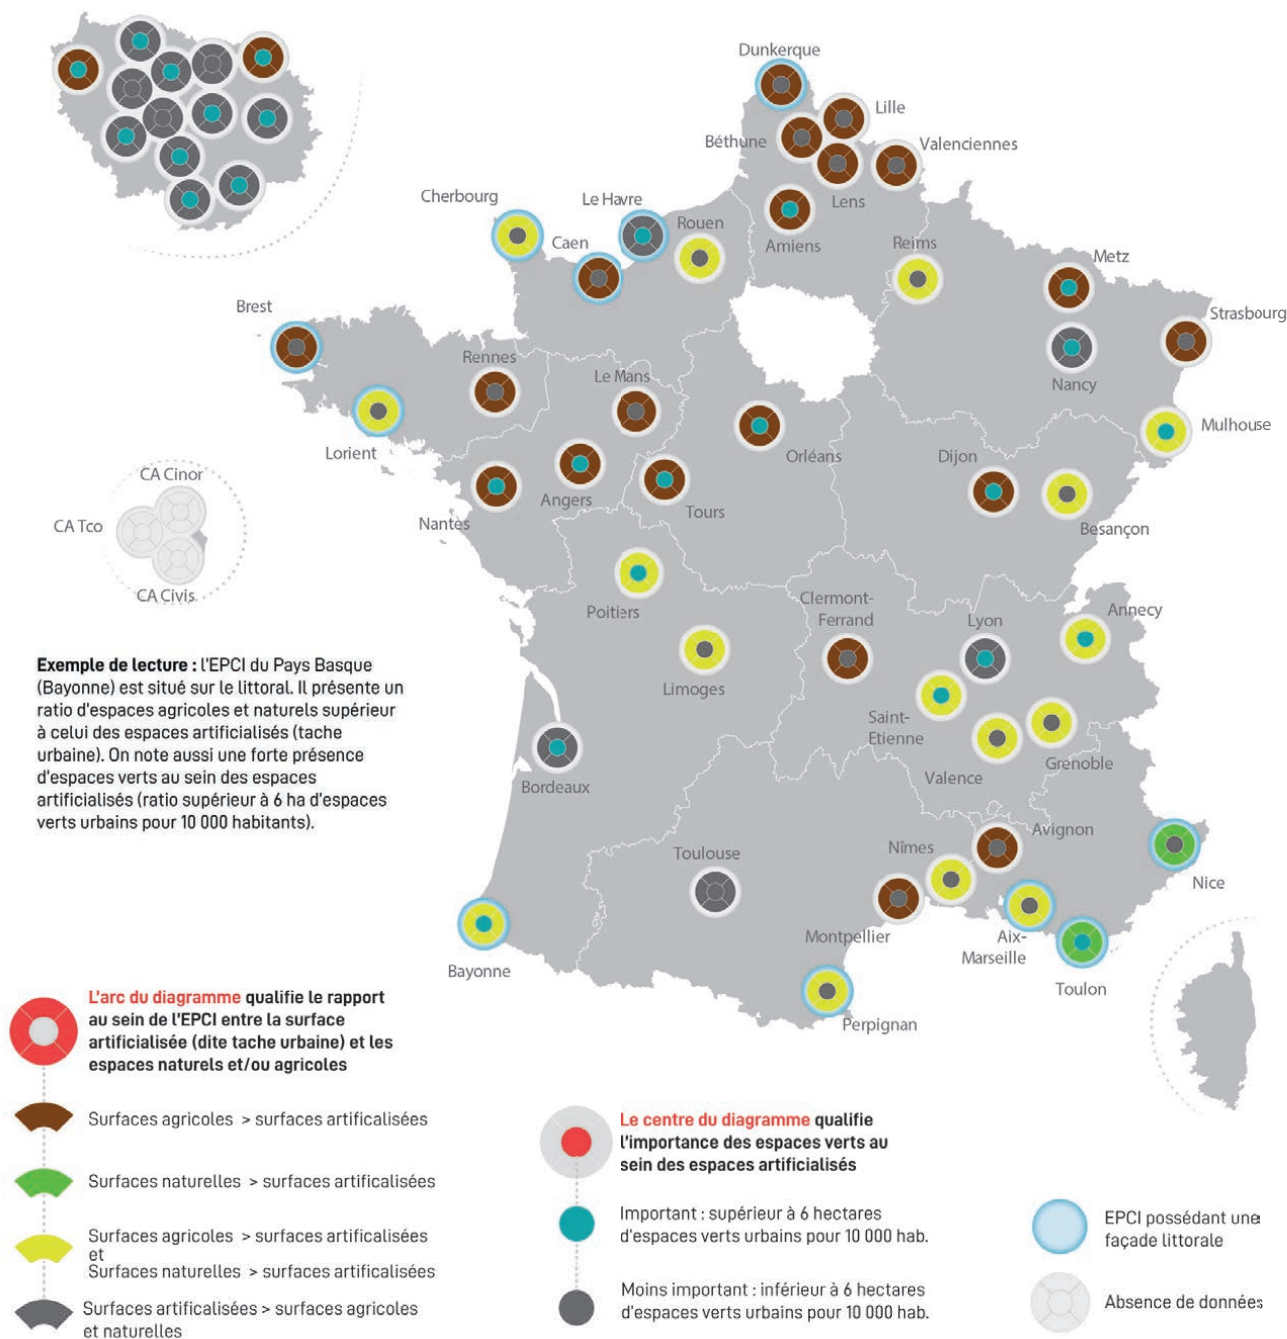 Dunkerque
Lille
Béthune
Valenciennes
Lens
Cherbourg
Le Havre
Rouen
Caen
Amiens
Reims
Metz
Brest
Strasbourg
Rennes
Le Mans
Nancy
Mulhouse
Lorient
Orléans
Dijon
CA Cinor
Angers
Tours
Nantes
CA Tco
Besançon
CA Civis
Poitiers
Clermont-
Ferrand
Lyon
Annecy
Exemple de lecture : l'EPCI du Pays Basque
(Bayonne) est situé sur le littoral. Il présente un
ratio d'espaces agricoles et naturels supérieur
à celui des espaces artificialisés (tache
urbaine). On note aussi une forte présence
d'espaces verts au sein des espaces
artificialisés (ratio supérieur à 6 ha d'espaces
verts urbains pour 10 000 habitants).
Limoges
Saint-
Etienne
Valence
Grenoble
Bordeaux
Avignon
Nîmes
Toulouse
Nice
Montpellier
Aix-
Marseille
Bayonne
Toulon
Perpignan
L'arc du diagramme qualifie le rapport
au sein de l'EPCI entre la surface
artificialisée (dite tache urbaine) et les
espaces naturels et/ou agricoles
Surfaces agricoles > surfaces artificalisées
Surfaces naturelles > surfaces artificalisées
Surfaces agricoles > surfaces artificalisées
et
Surfaces naturelles > surfaces artificalisées
Surfaces artificalisées > surfaces agricoles
et naturelles
Le centre du diagramme qualifie
l'importance des espaces verts au
sein des espaces artificialisés
Important : supérieur à 6 hectares
d'espaces verts urbains pour 10 000 hab.
Moins important : inférieur à 6 hectares
d'espaces verts urbains pour 10 000 hab.
EPCI possédant une
façade littorale
Absence de données